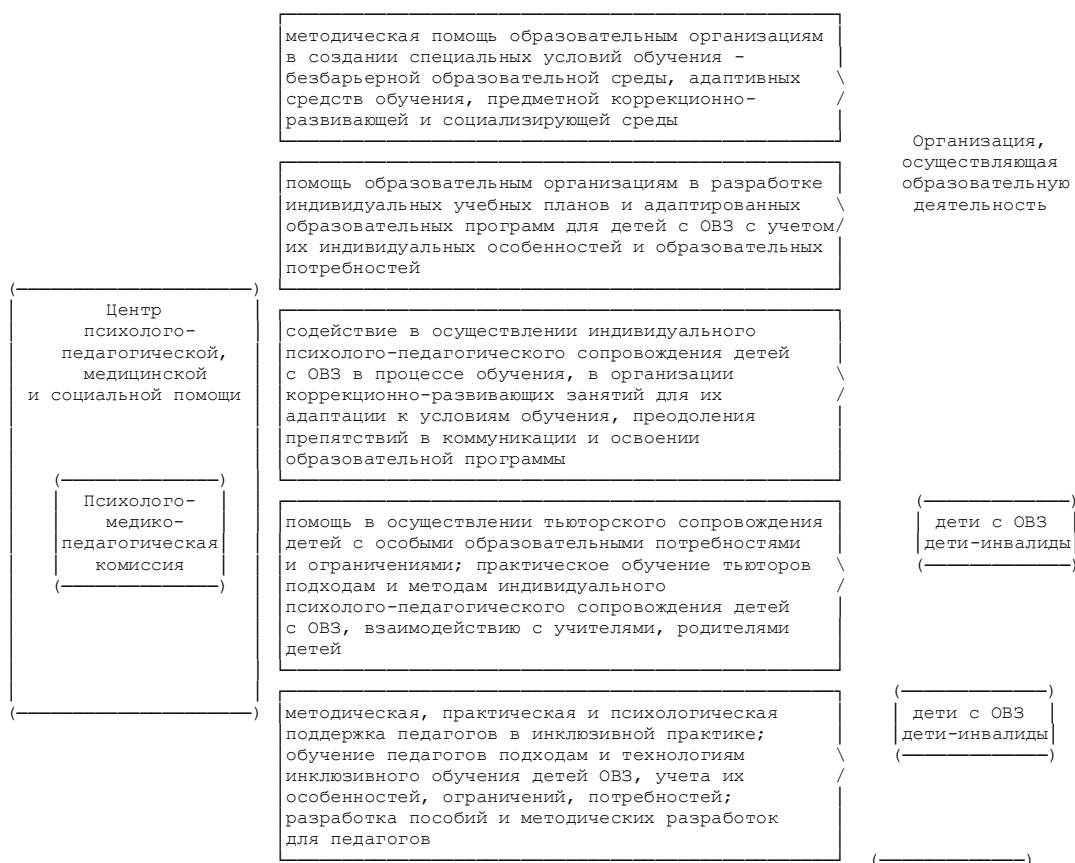 методическая помощь образовательным организациям
в создании специальных условий обучения -
безбарьерной образовательной среды, адаптивных
средств обучения, предметной коррекционно-
развивающей и социализирующей среды
Организация,
осуществляющая
образовательную
деятельность
помощь образовательным организациям в разработке
индивидуальных учебных планов и адаптированных
образовательных программ для детей с ОВЗ с учетом
их индивидуальных особенностей и образовательных
потребностей
Центр
психолого-
педагогической,
медицинской
и социальной помощи
содействие в осуществлении индивидуального
психолого-педагогического сопровождения детей
с ОВЗ в процессе обучения, в организации
коррекционно-развивающих занятий для их
адаптации к условиям обучения, преодоления
препятствий в коммуникации и освоении
образовательной программы
Психолого-
медико-
педагогическая
комиссия
помощь в осуществлении тьюторского сопровождения
детей с особыми образовательными потребностями
и ограничениями; практическое обучение тьюторов
подходам и методам индивидуального
психолого-педагогического сопровождения детей
с ОВЗ, взаимодействию с учителями, родителями
детей
дети с ОВЗ
дети-инвалиды
методическая, практическая и психологическая
поддержка педагогов в инклюзивной практике;
обучение педагогов подходам и технологиям
инклюзивного обучения детей ОВЗ, учета их
особенностей, ограничений, потребностей;
разработка пособий и методических разработок
для педагогов
дети с ОВЗ
дети-инвалиды